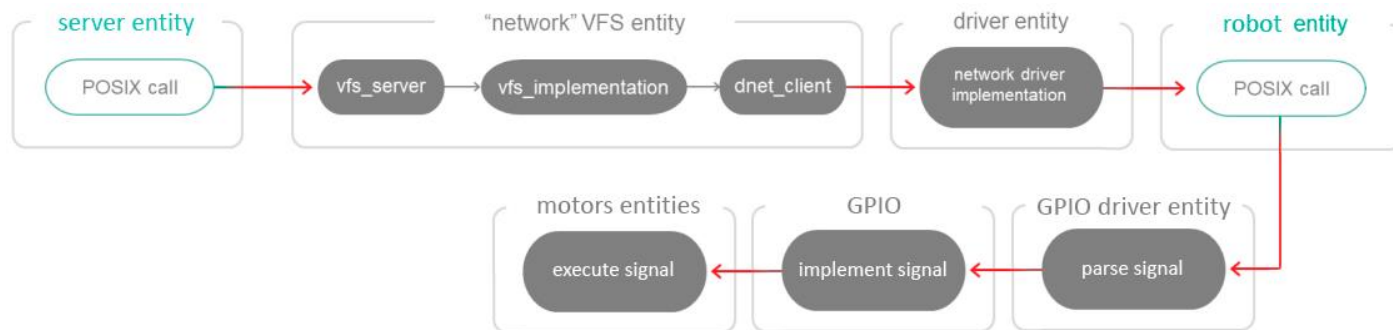 server entity
“network” VFS entity
driver entity
robot entity
POSIX call
vfs_server
vfs_implementation
dnet_client
network driver
implementation
POSIX call
motors entities
GPIO
GPIO driver entity
execute signal
implement signal
parse signal